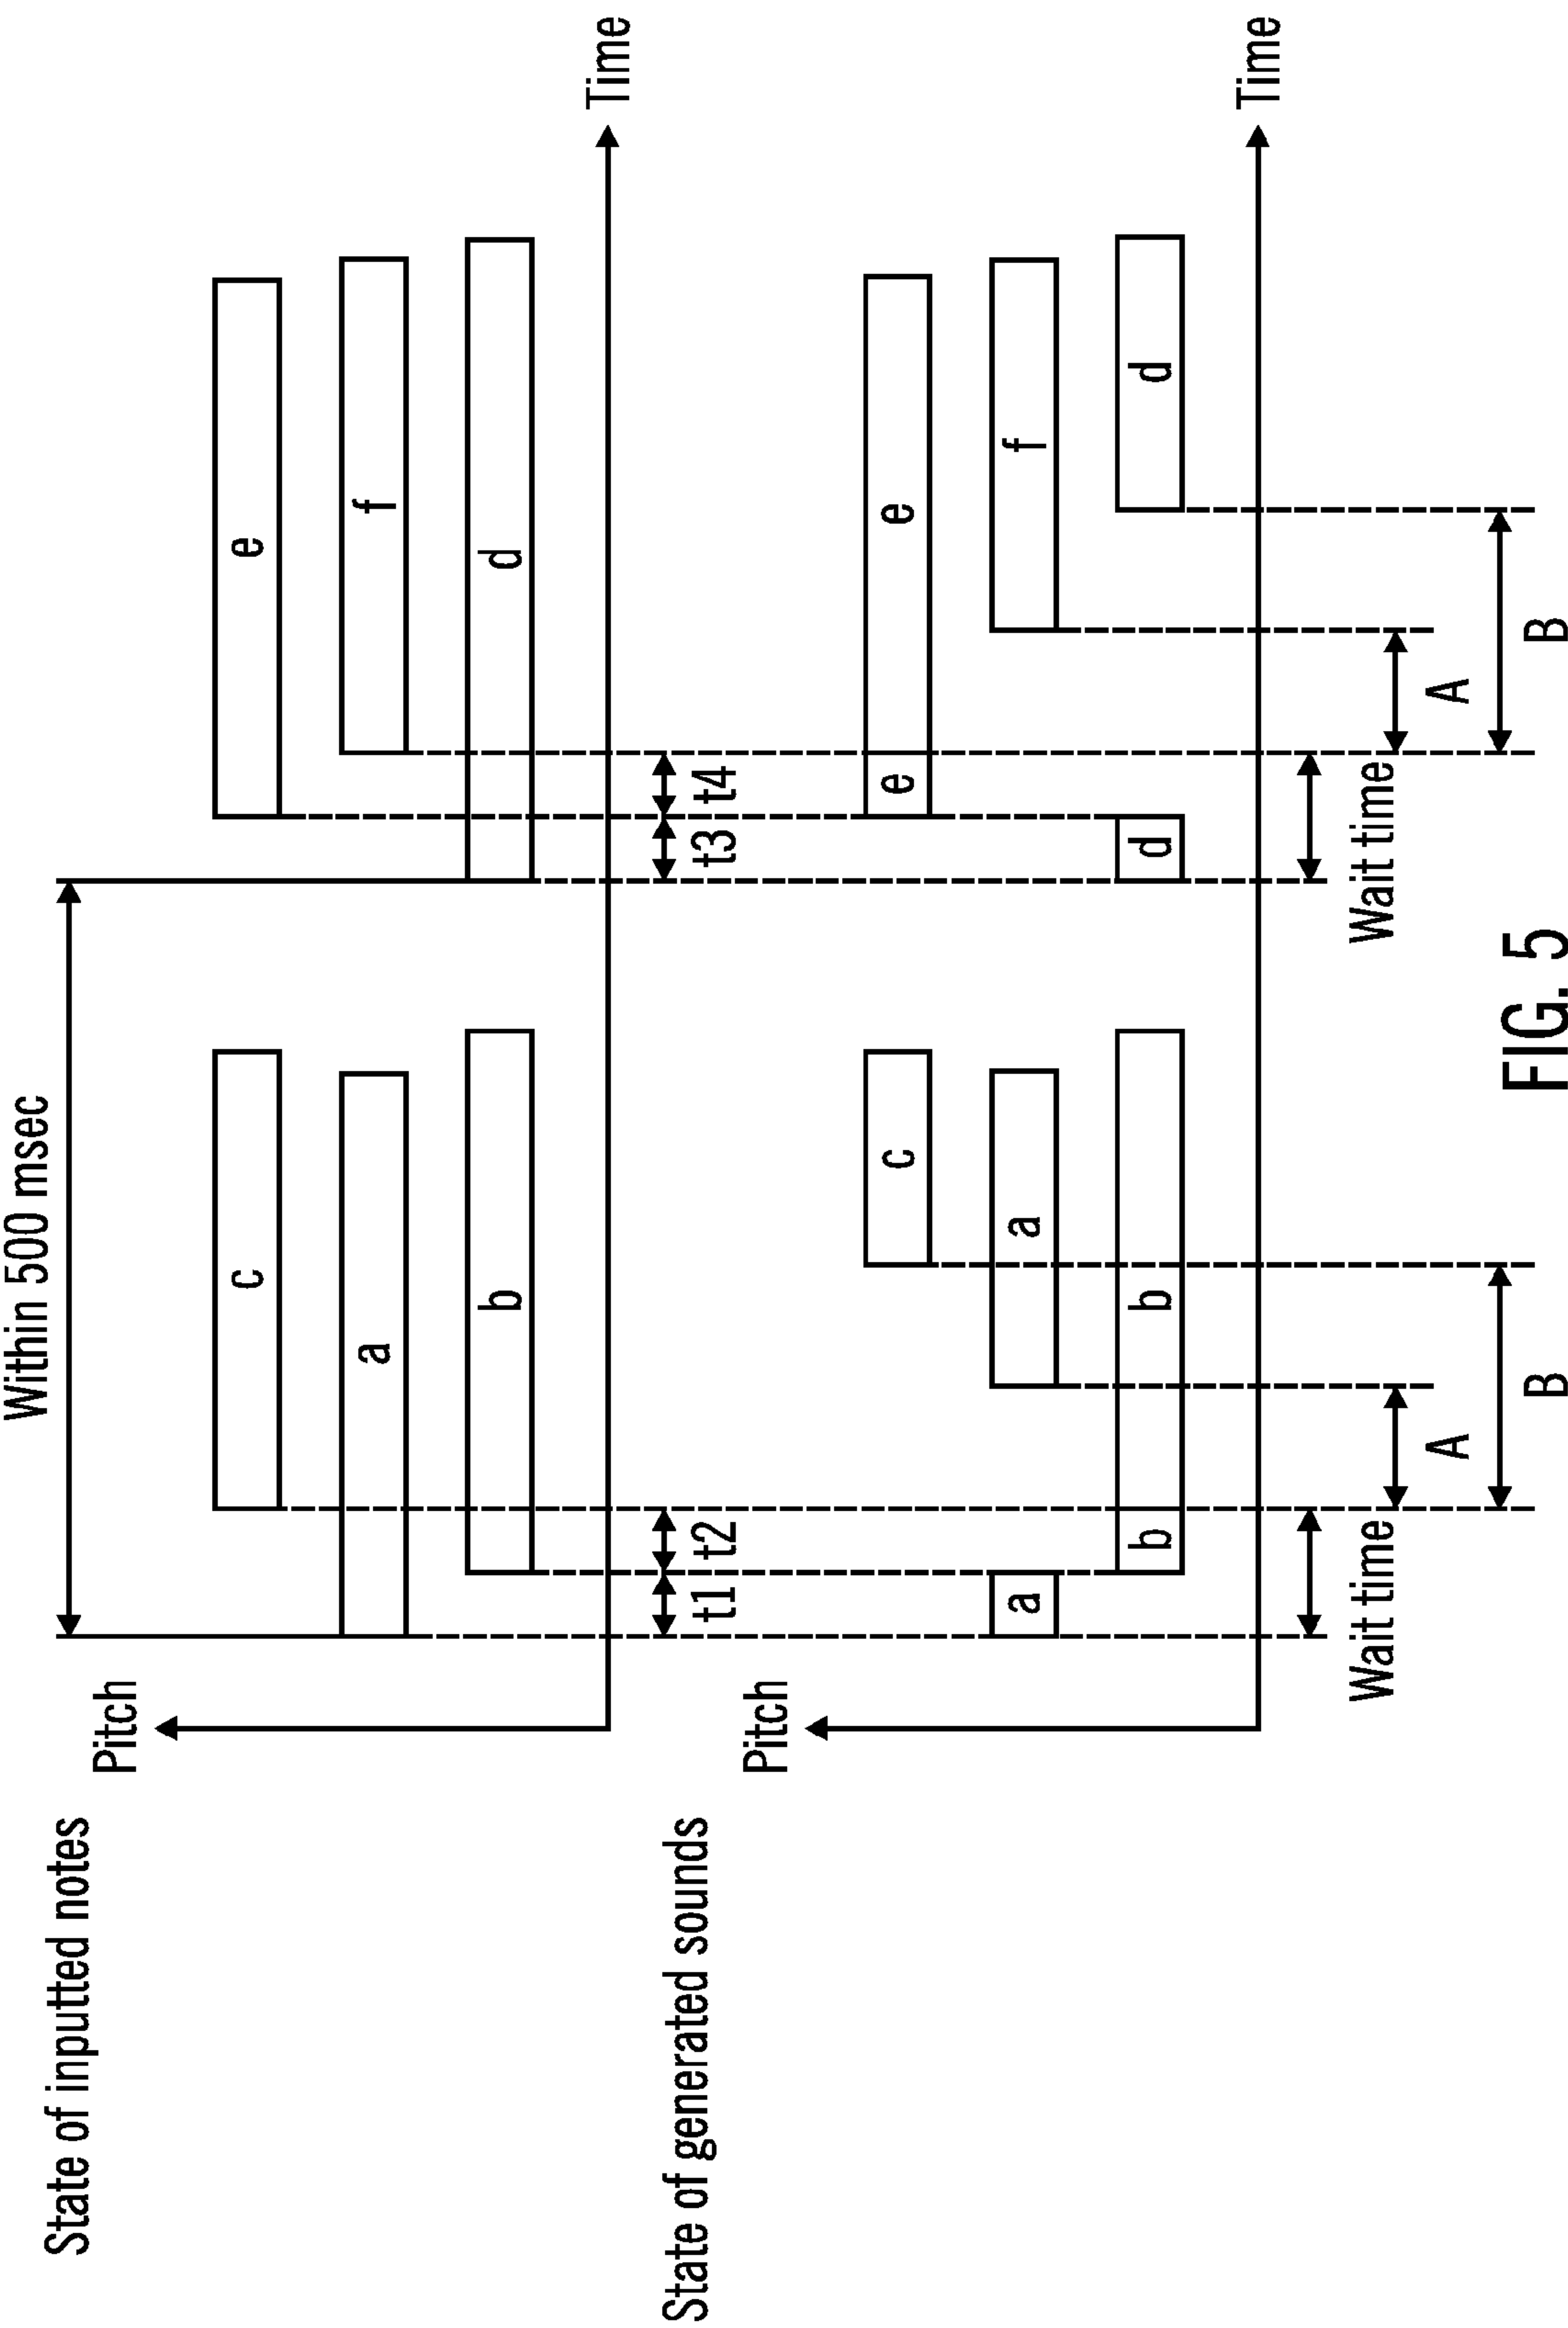 State of inputted notes
Pitch
Within 500 msec
c
e
a
f
b
d
Time
t1
t2
t3
t4
State of generated sounds
Pitch
c
e
e
a
a
f
b
b
d
d
Time
Wait time
Wait time
A
A
B
B
FIG. 5